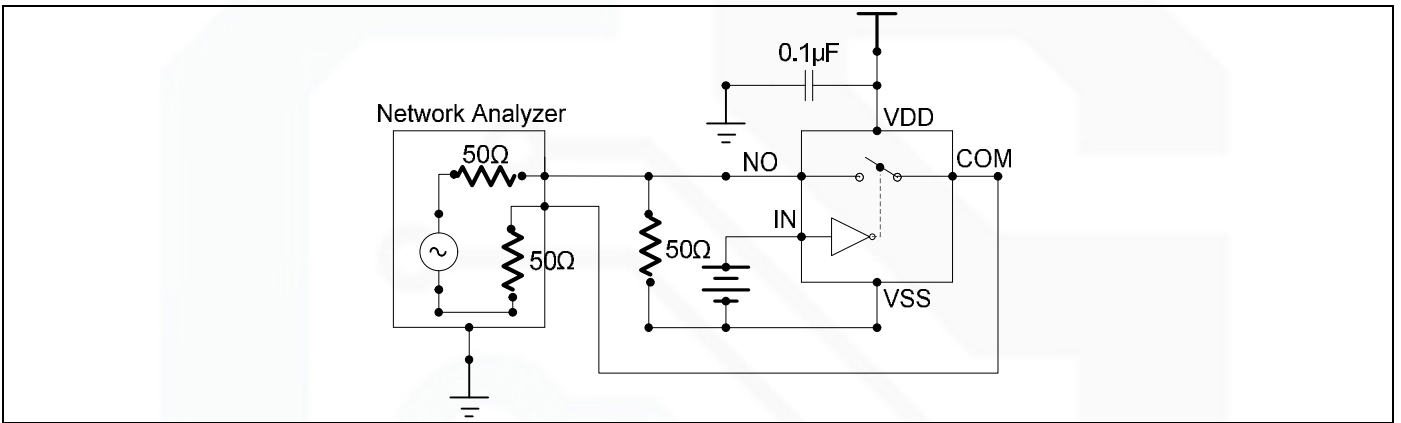 0.1µF
VDD
Network Analyzer
50Ω
NO
COM
IN
50Ω
50Ω
VSS